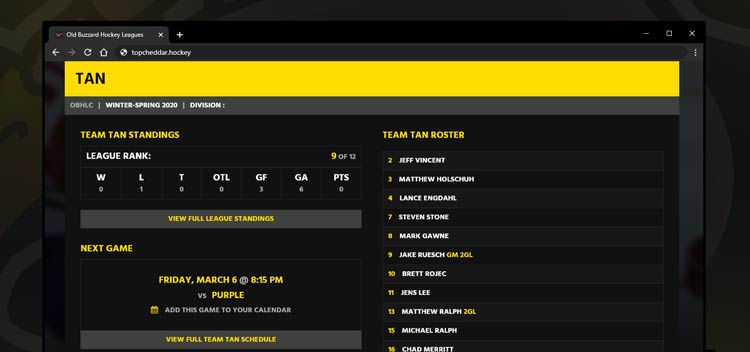 Old Buzzard Hockey Leagues
topcheddar.hockey
TAN
OBHLC | WINTER-SPRING 2020 | DIVISION :
TEAM TAN STANDINGS
LEAGUE RANK: 9 OF 12
W L T OTL GF GA PTS
0 1 0 0 3 6 0
VIEW FULL LEAGUE STANDINGS
NEXT GAME
FRIDAY, MARCH 6 @ 8:15 PM
VS PURPLE
ADD THIS GAME TO YOUR CALENDAR
VIEW FULL TEAM TAN SCHEDULE
TEAM TAN ROSTER
2 JEFF VINCENT
3 MATTHEW HOLSCHUH
4 LANCE ENGDAHL
7 STEVEN STONE
8 MARK GAWNE
9 JAKE RUESCH GM 2GL
10 BRETT ROJEC
11 JENS LEE
13 MATTHEW RALPH 2GL
15 MICHAEL RALPH
16 CHAD MERRITT